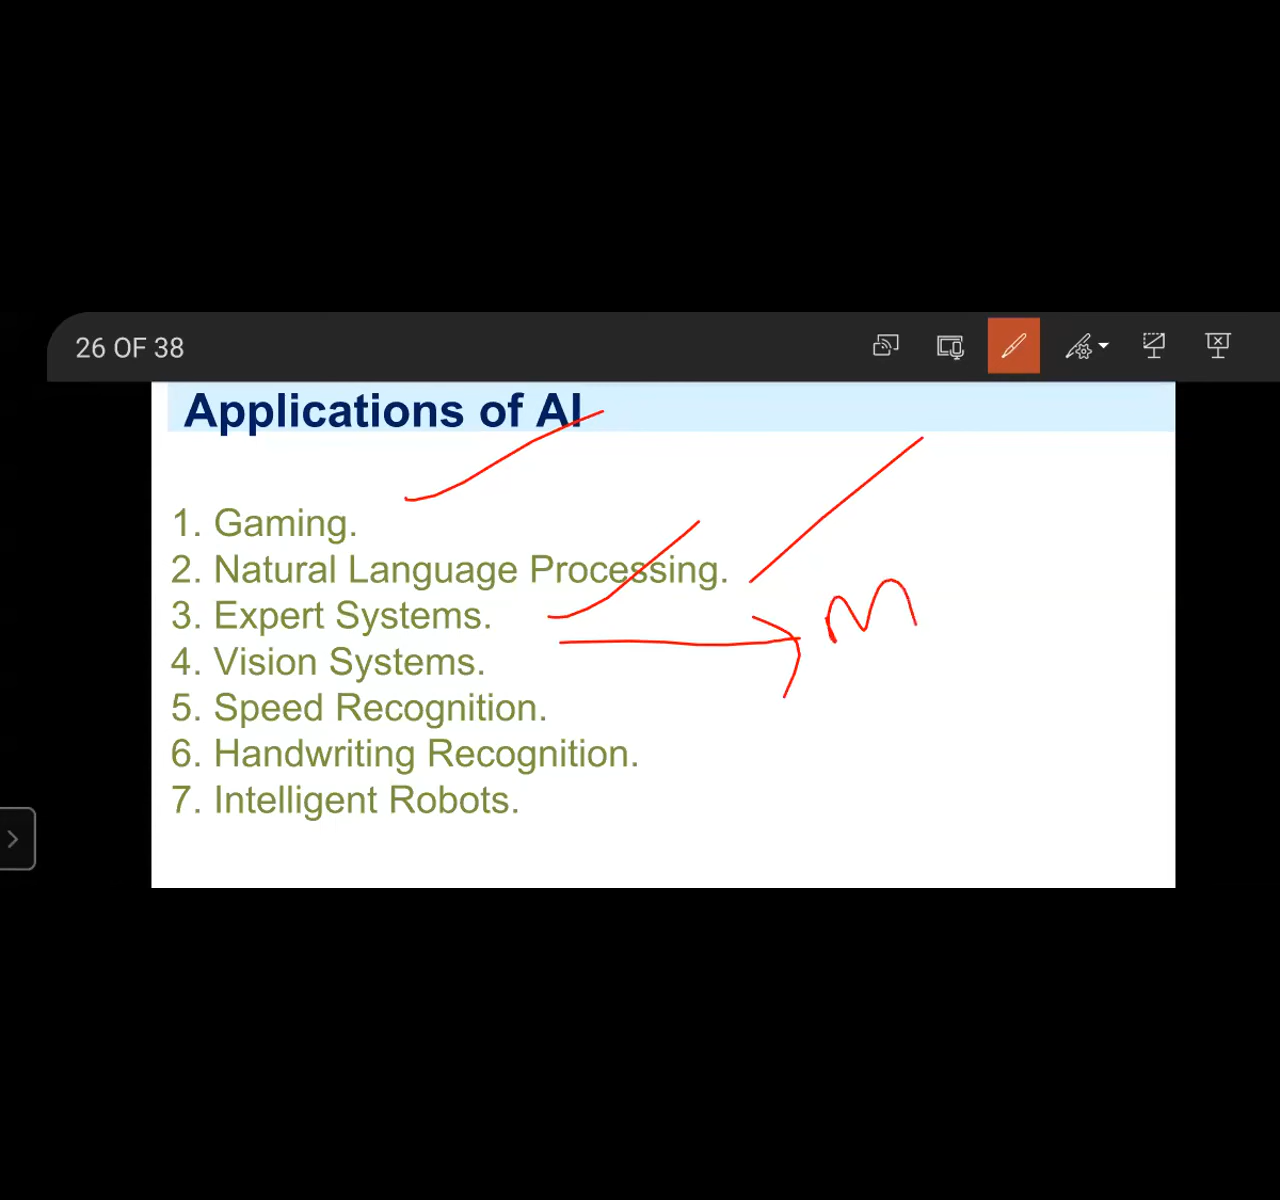 26 OF 38
Applications of AI
1. Gaming.
2. Natural Language Processing.
3. Expert Systems.
m
4. Vision Systems.
5. Speed Recognition.
6. Handwriting Recognition.
7. Intelligent Robots.